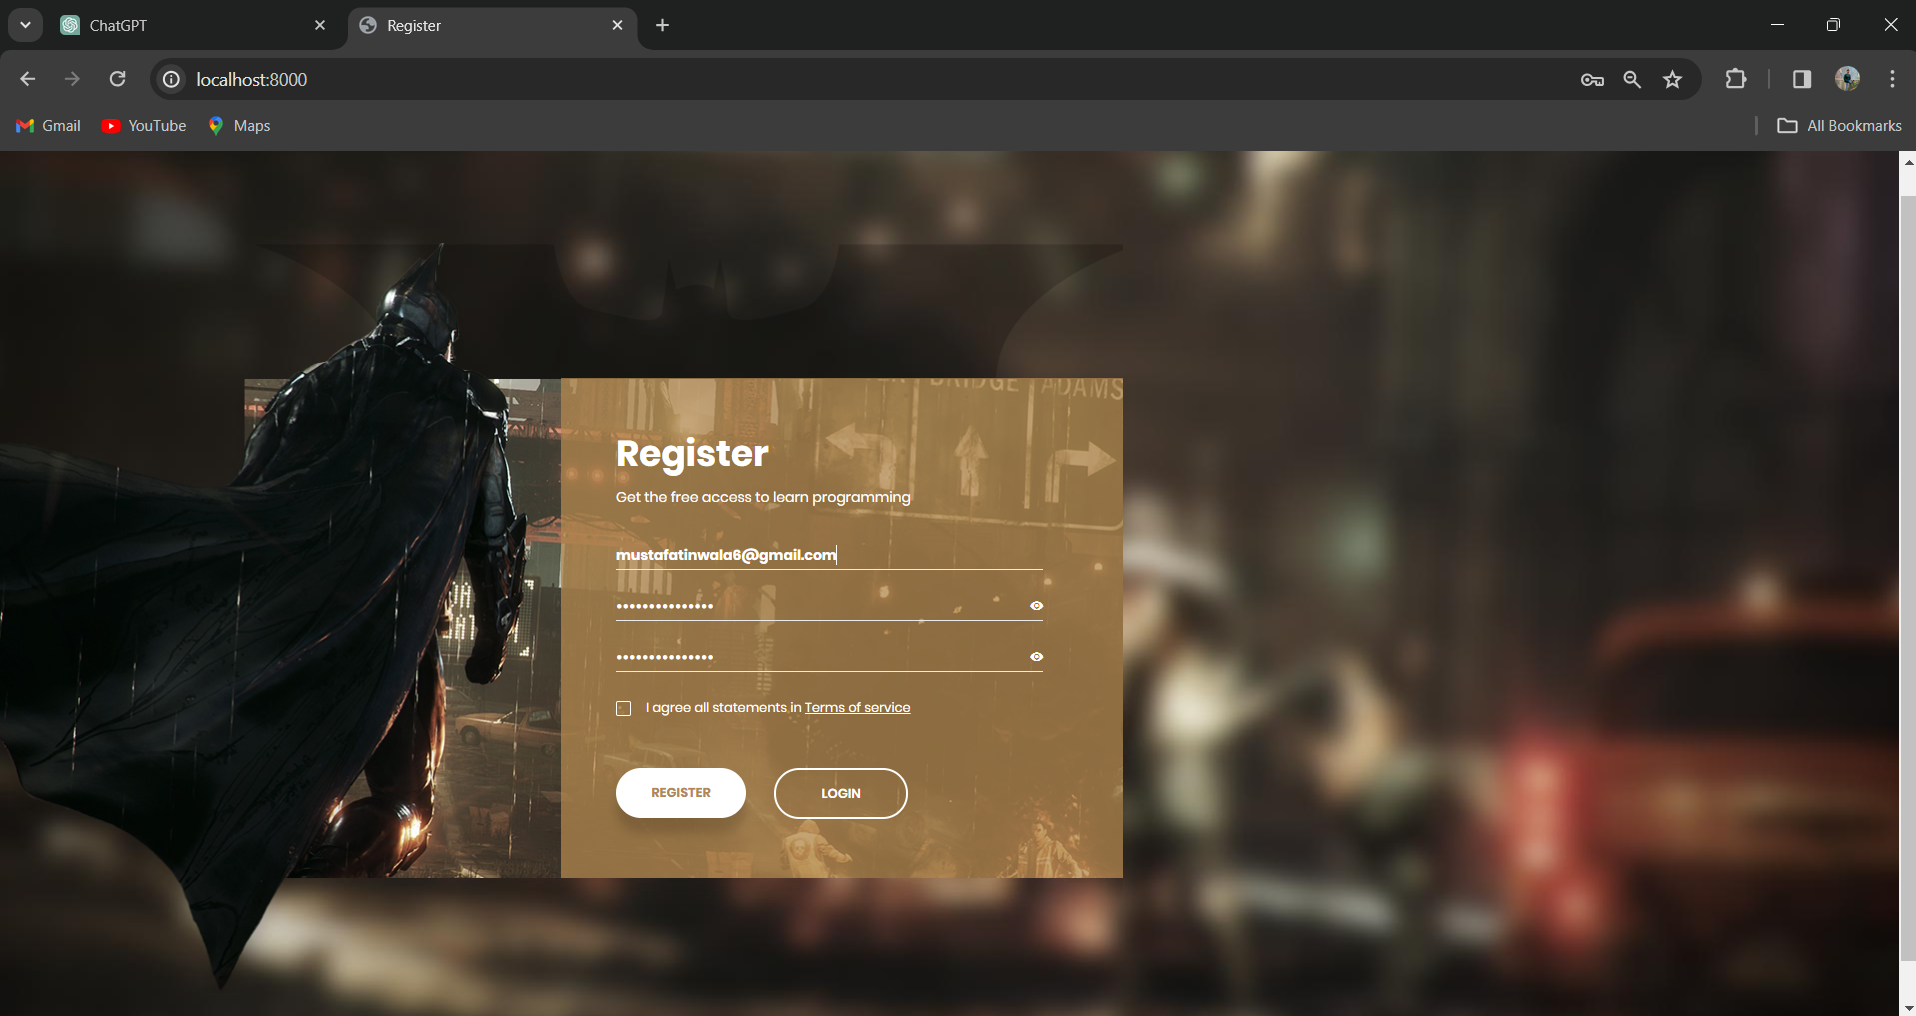 ChatGPT
Register
localhost:8000
Gmail YouTube Maps All Bookmarks
BRIDGE ADAMS
Register
Get the free access to learn programming
mustafatinwala6@gmail.com
•••••••••••••••
•••••••••••••••
I agree all statements in Terms of service
REGISTER LOGIN